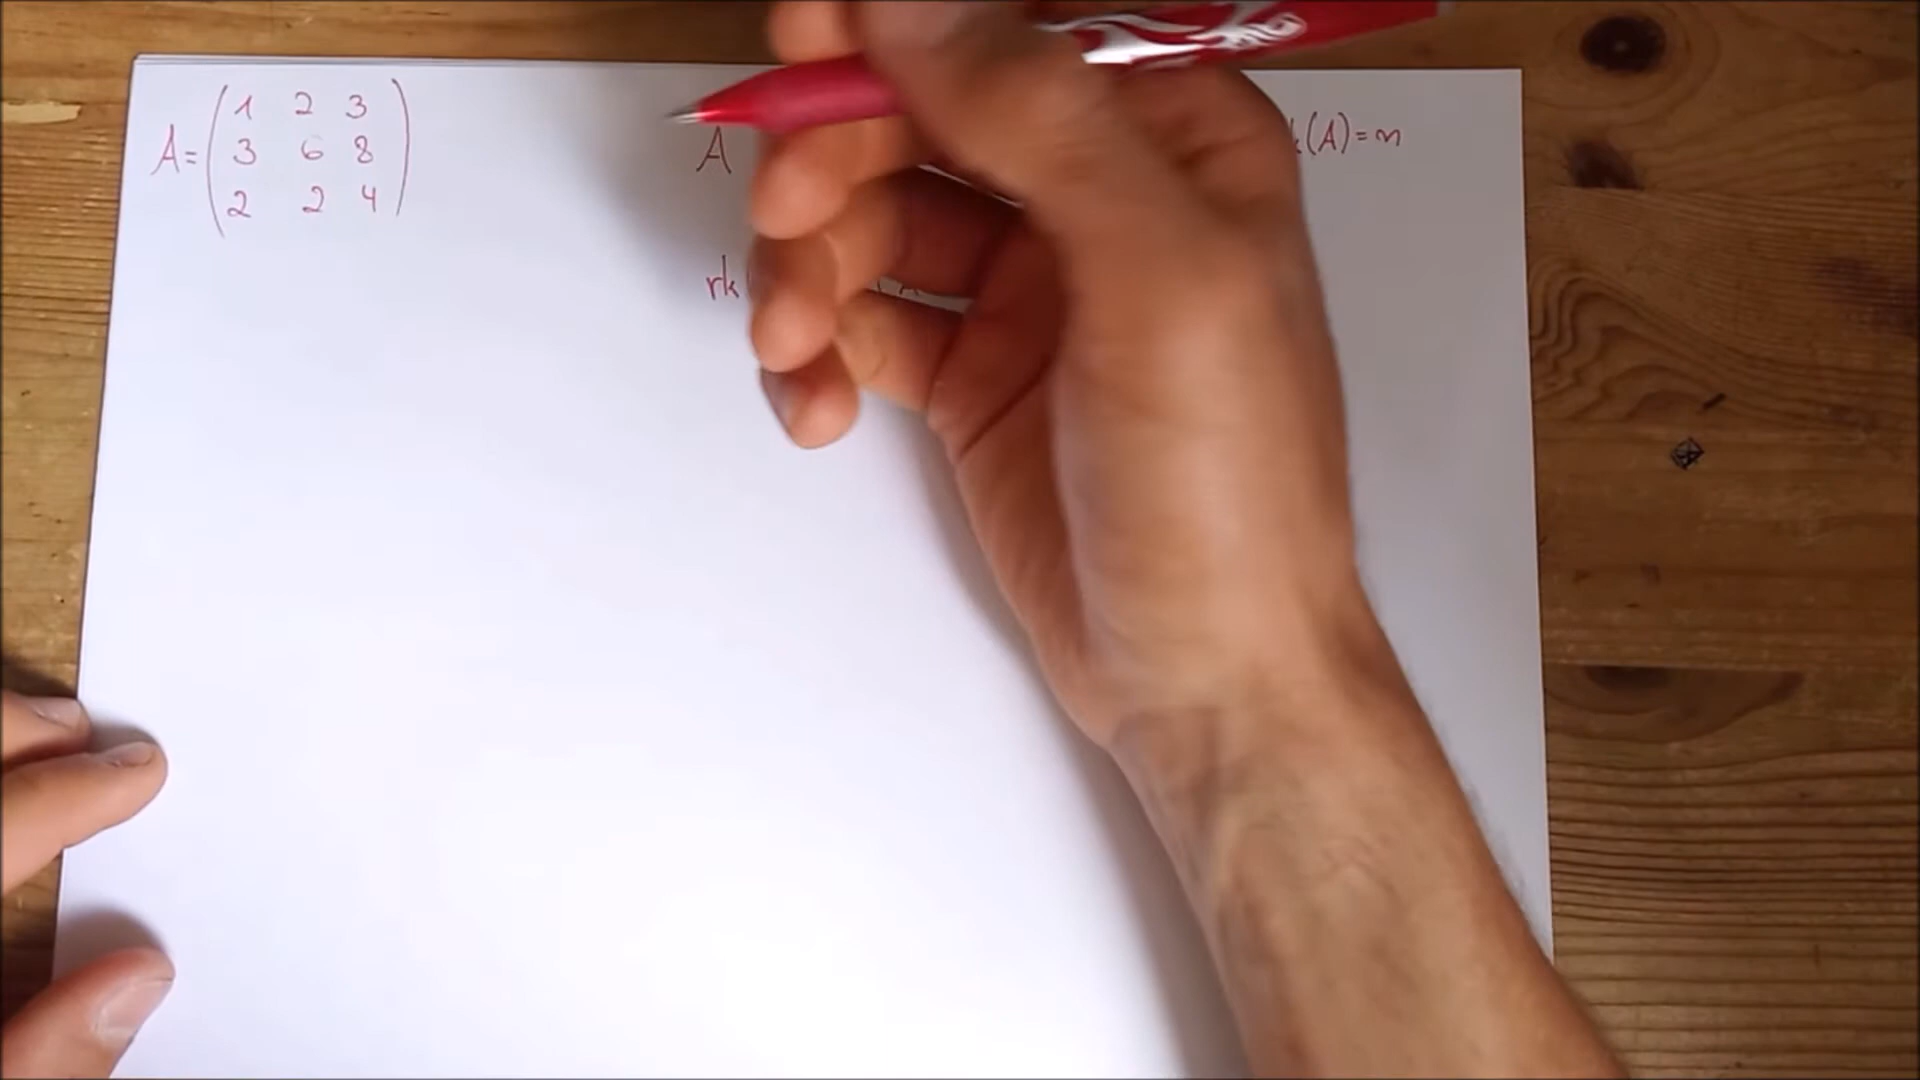 A = ( 1 2 3
3 6 8
2 2 4 )
A
k(A) = n
rk